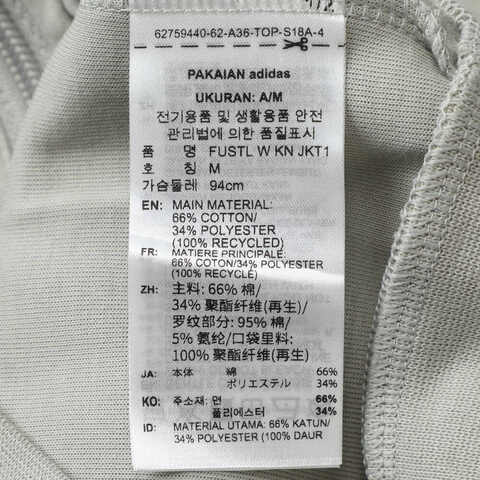 62759440-62-A36-TOP-S18A-4
PAKAIAN adidas
UKURAN: A/M
전기용품 및 생활용품 안전
관리법에 의한 품질표시
품 명 FUSTL W KN JKT1
호 칭 M
가슴둘레 94cm
EN: MAIN MATERIAL:
66% COTTON/
34% POLYESTER
(100% RECYCLED)
FR: MATIERE PRINCIPALE:
66% COTON/34% POLYESTER
(100% RECYCLÉ)
ZH: 主料: 66% 棉/
34% 聚酯纤维(再生)/
罗纹部分: 95% 棉/
5% 氨纶/口袋里料:
100% 聚酯纤维(再生)
JA: 本体 綿 66%
ポリエステル 34%
KO: 주소재: 면 66%
폴리에스터 34%
ID: MATERIAL UTAMA: 66% KATUN/
34% POLYESTER (100% DAUR